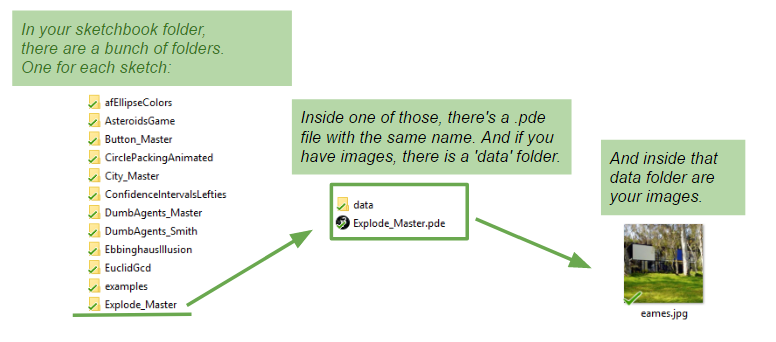 In your sketchbook folder,
there are a bunch of folders.
One for each sketch:
afEllipseColors
AsteroidsGame
Button_Master
CirclePackingAnimated
City_Master
ConfidenceIntervalsLefties
DumbAgents_Master
DumbAgents_Smith
EbbinghausIllusion
EuclidGcd
examples
Explode_Master
Inside one of those, there's a .pde
file with the same name. And if you
have images, there is a 'data' folder.
data
Explode_Master.pde
And inside that
data folder are
your images.
eames.jpg